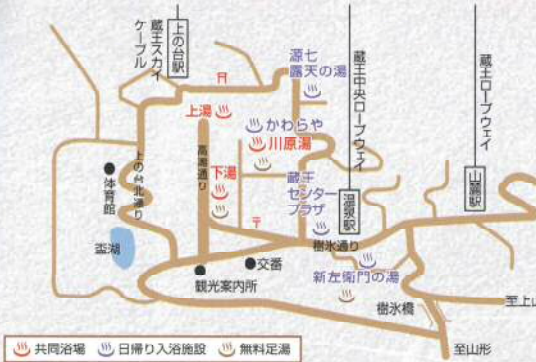 上の台駅
蔵王スカイ
ケーブル
源七
露天の湯
蔵王中央ロープウェイ
蔵王ロープウェイ
上湯
かわらや
川原湯
高湯通り
上の台北通り
体育館
下湯
蔵王
センター
プラザ
温泉駅
山麓駅
盃湖
樹氷通り
交番
観光案内所
新左衛門の湯
樹氷橋
至上山
至山形
共同浴場 日帰り入浴施設 無料足湯